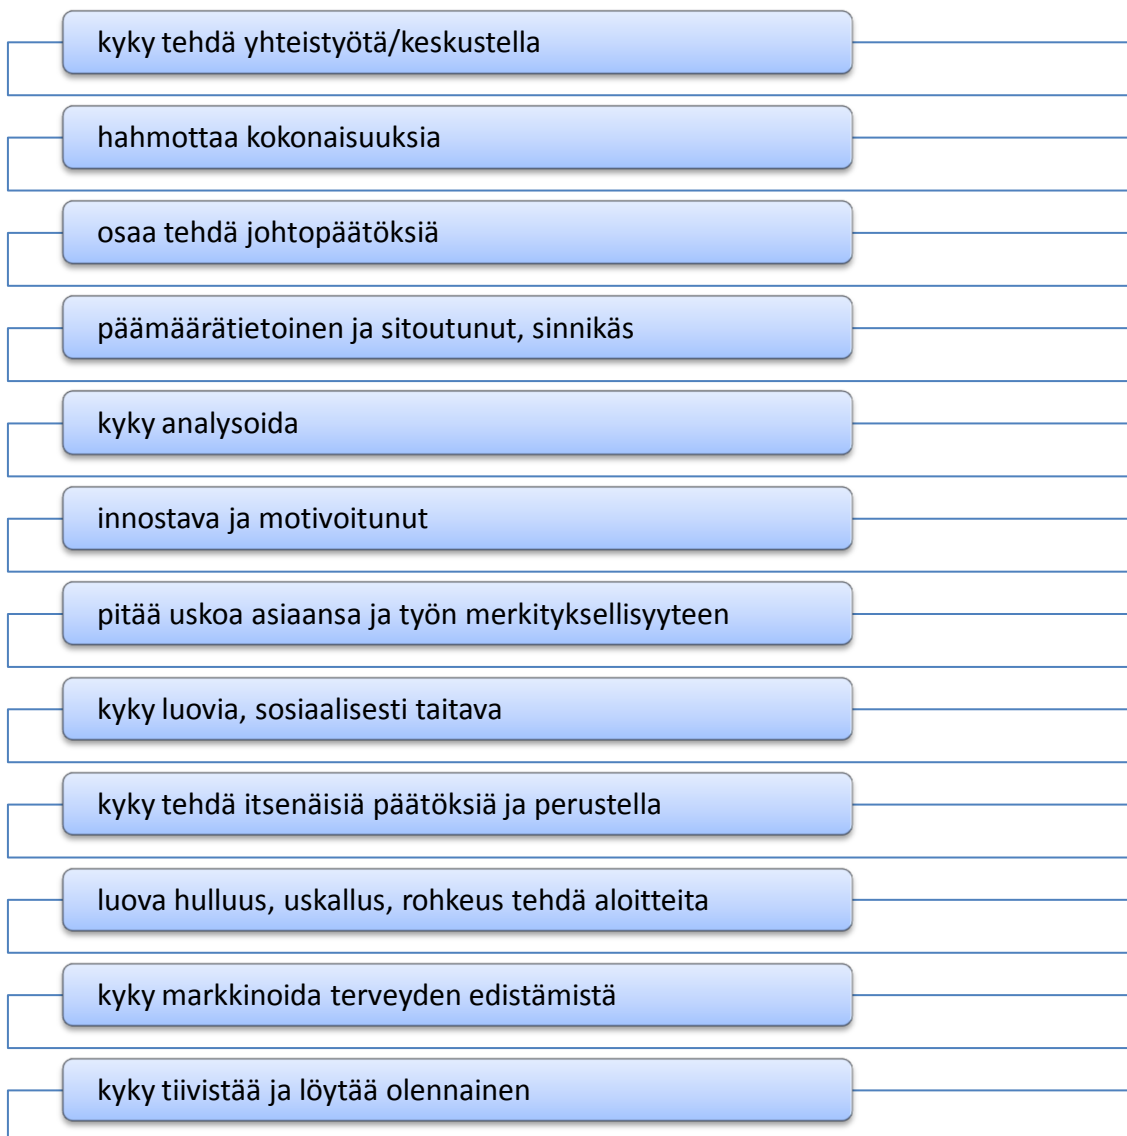 kyky tehdä yhteistyötä/keskustella
hahmottaa kokonaisuuksia
osaa tehdä johtopäätöksiä
päämäärätietoinen ja sitoutunut, sinnikäs
kyky analysoida
innostava ja motivoitunut
pitää uskoa asiaansa ja työn merkityksellisyyteen
kyky luovia, sosiaalisesti taitava
kyky tehdä itsenäisiä päätöksiä ja perustella
luova hulluus, uskallus, rohkeus tehdä aloitteita
kyky markkinoida terveyden edistämistä
kyky tiivistää ja löytää olennainen